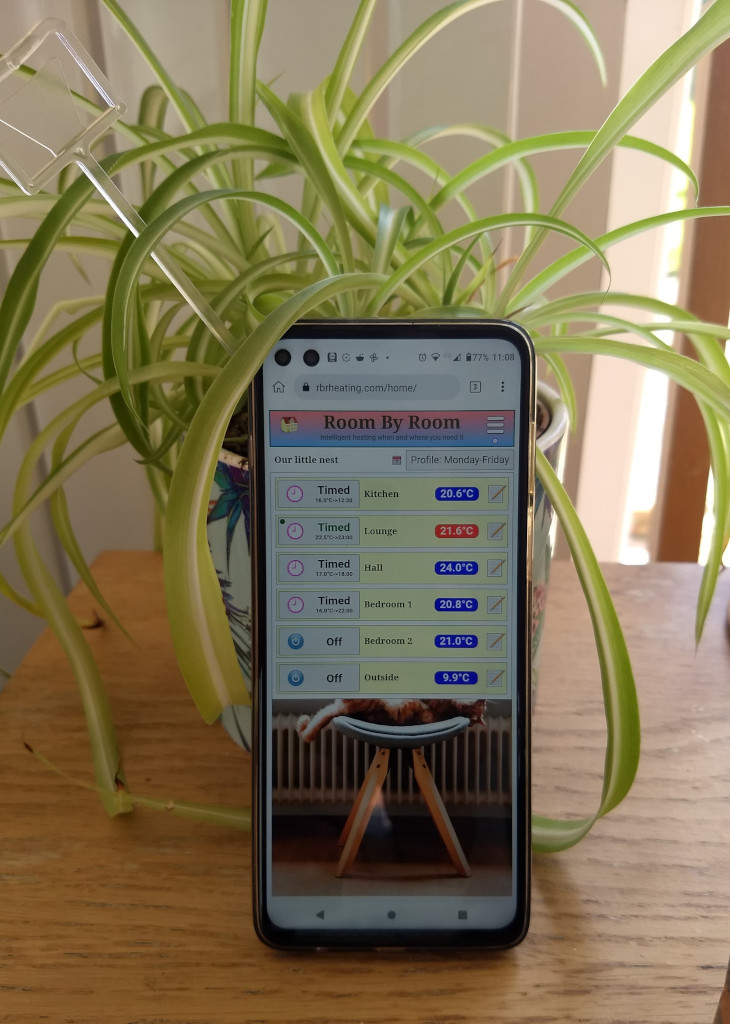 77% 11:08
rbrheating.com/home/
3
Room By Room
Intelligent heating when and where you need it
Our little nest
Profile: Monday-Friday
Timed
16.5°C->12:30
Kitchen
20.6°C
Timed
22.5°C->23:00
Lounge
21.6°C
Timed
17.0°C->18:00
Hall
24.0°C
Timed
16.0°C->22:00
Bedroom 1
20.8°C
Off
Bedroom 2
21.0°C
Off
Outside
9.9°C